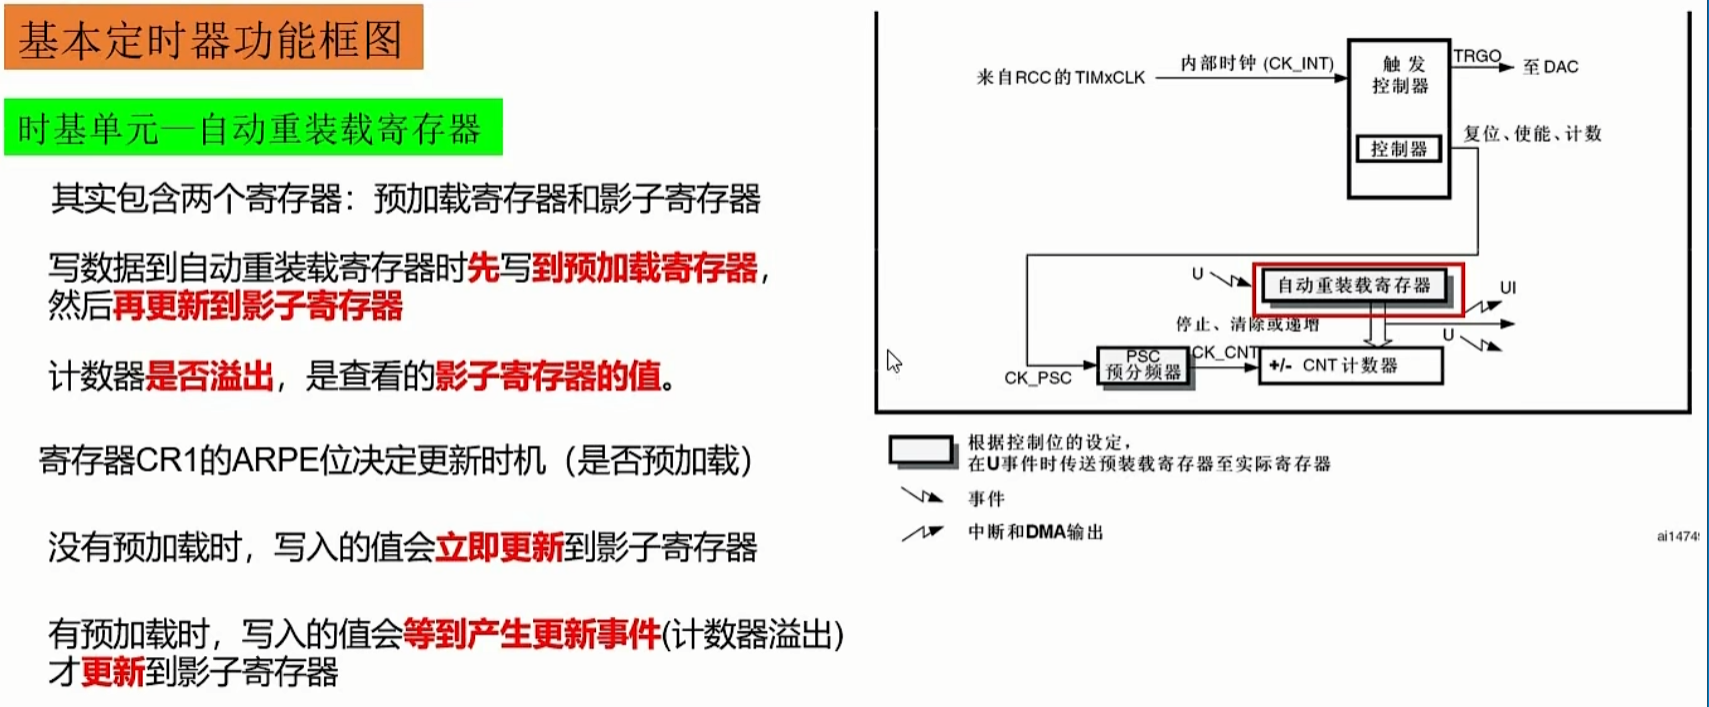 基本定时器功能框图
时基单元—自动重装载寄存器
其实包含两个寄存器：预加载寄存器和影子寄存器
写数据到自动重装载寄存器时先写到预加载寄存器，
然后再更新到影子寄存器
计数器是否溢出，是查看的影子寄存器的值。
寄存器CR1的ARPE位决定更新时机（是否预加载）
没有预加载时，写入的值会立即更新到影子寄存器
有预加载时，写入的值会等到产生更新事件(计数器溢出)
才更新到影子寄存器
来自RCC的TIMxCLK
内部时钟 (CK_INT)
触发
控制器
TRGO
至DAC
控制器
复位、使能、计数
U
自动重装载寄存器
UI
停止、清除或递增
U
CK_PSC
PSC
预分频器
CK_CNT
+/- CNT计数器
根据控制位的设定，
在U事件时传送预装载寄存器至实际寄存器
事件
中断和DMA输出